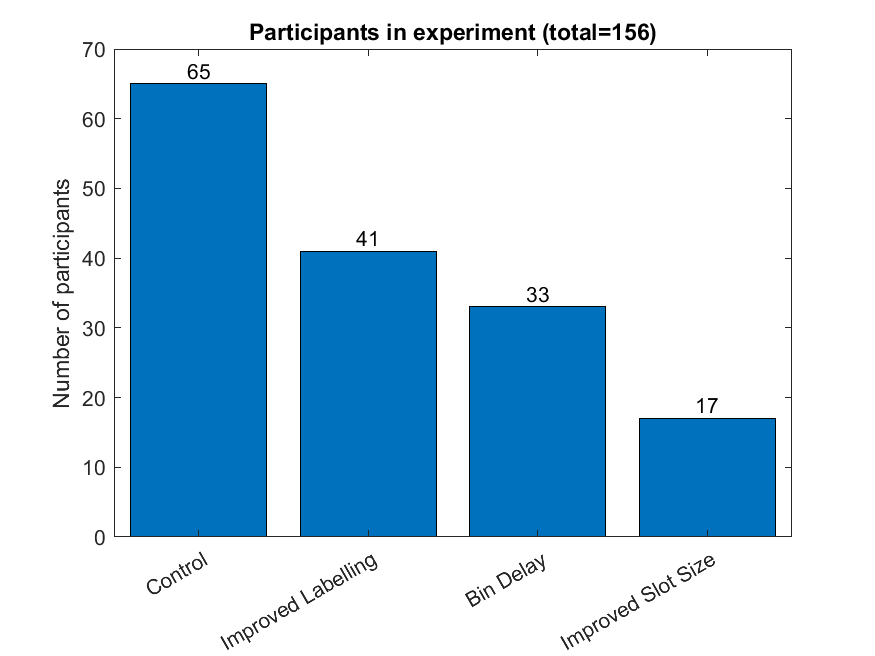 Participants in experiment (total=156)
70
60
50
40
30
20
10
0
Number of participants
65
41
33
17
Control
Improved Labelling
Bin Delay
Improved Slot Size